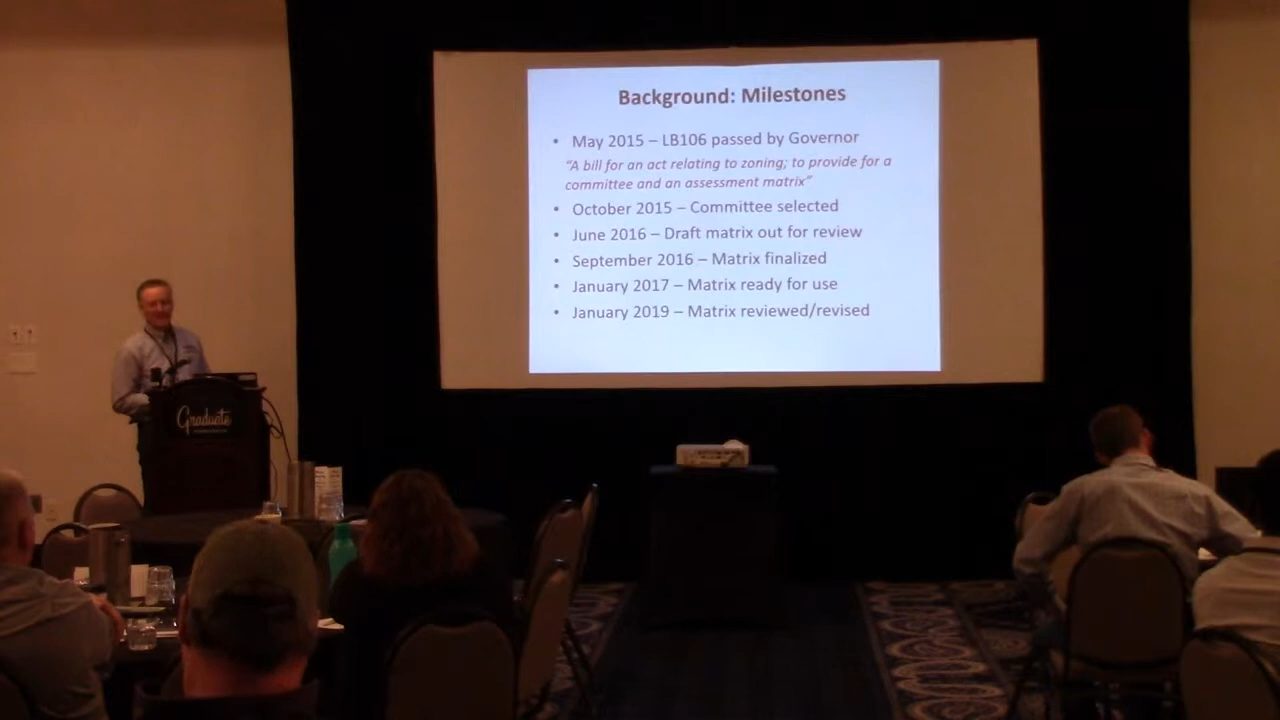 Background: Milestones
• May 2015 – LB106 passed by Governor
“A bill for an act relating to zoning; to provide for a
committee and an assessment matrix”
• October 2015 – Committee selected
• June 2016 – Draft matrix out for review
• September 2016 – Matrix finalized
• January 2017 – Matrix ready for use
• January 2019 – Matrix reviewed/revised
Graduate